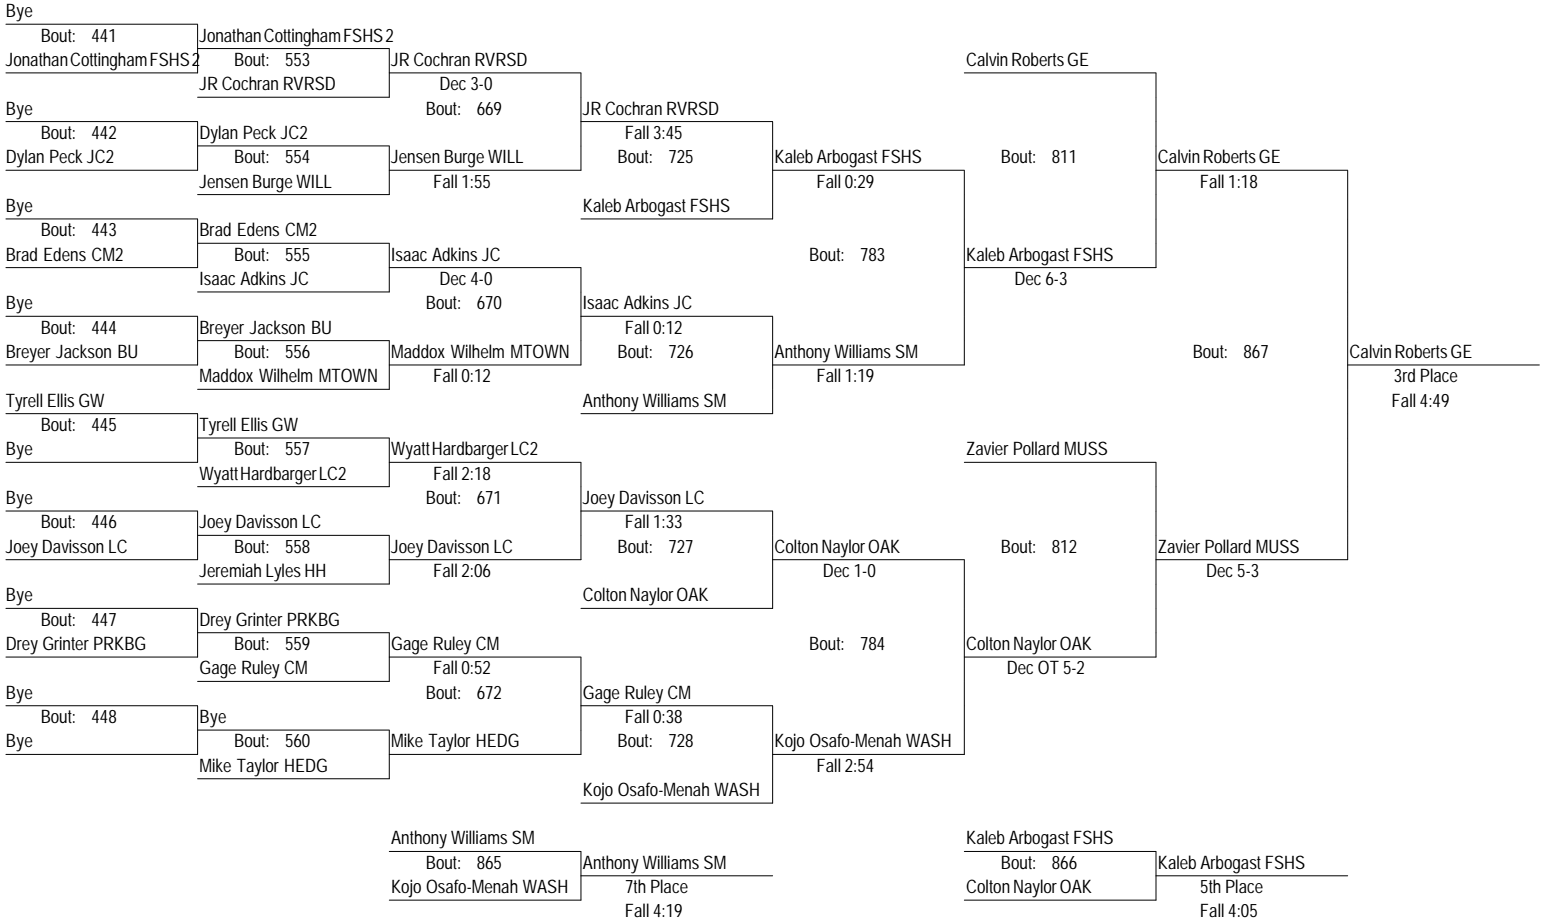 Bye
Bout: 441
Jonathan Cottingham FSHS 2
Bye
Bout: 442
Dylan Peck JC2
Bye
Bout: 443
Brad Edens CM2
Bye
Bout: 444
Breyer Jackson BU
Tyrell Ellis GW
Bout: 445
Bye
Bye
Bout: 446
Joey Davisson LC
Bye
Bout: 447
Drey Grinter PRKBG
Bye
Bout: 448
Bye
Jonathan Cottingham FSHS 2
Bout: 553
JR Cochran RVRSD
Dylan Peck JC2
Bout: 554
Jensen Burge WILL
Brad Edens CM2
Bout: 555
Isaac Adkins JC
Breyer Jackson BU
Bout: 556
Maddox Wilhelm MTOWN
Tyrell Ellis GW
Bout: 557
Wyatt Hardbarger LC2
Joey Davisson LC
Bout: 558
Jeremiah Lyles HH
Drey Grinter PRKBG
Bout: 559
Gage Ruley CM
Bye
Bout: 560
Mike Taylor HEDG
JR Cochran RVRSD
Dec 3-0
Bout: 669
Jensen Burge WILL
Fall 1:55
Isaac Adkins JC
Dec 4-0
Bout: 670
Maddox Wilhelm MTOWN
Fall 0:12
Wyatt Hardbarger LC2
Fall 2:18
Bout: 671
Joey Davisson LC
Fall 2:06
Gage Ruley CM
Fall 0:52
Bout: 672
Mike Taylor HEDG
JR Cochran RVRSD
Fall 3:45
Bout: 725
Kaleb Arbogast FSHS
Isaac Adkins JC
Fall 0:12
Bout: 726
Anthony Williams SM
Joey Davisson LC
Fall 1:33
Bout: 727
Colton Naylor OAK
Gage Ruley CM
Fall 0:38
Bout: 728
Kojo Osafo-Menah WASH
Kaleb Arbogast FSHS
Fall 0:29
Bout: 783
Anthony Williams SM
Fall 1:19
Colton Naylor OAK
Dec 1-0
Bout: 784
Kojo Osafo-Menah WASH
Fall 2:54
Calvin Roberts GE
Bout: 811
Kaleb Arbogast FSHS
Dec 6-3
Zavier Pollard MUSS
Bout: 812
Colton Naylor OAK
Dec OT 5-2
Calvin Roberts GE
Fall 1:18
Bout: 867
Zavier Pollard MUSS
Dec 5-3
Calvin Roberts GE
3rd Place
Fall 4:49
Anthony Williams SM
Bout: 865
Kojo Osafo-Menah WASH
Anthony Williams SM
7th Place
Fall 4:19
Kaleb Arbogast FSHS
Bout: 866
Colton Naylor OAK
Kaleb Arbogast FSHS
5th Place
Fall 4:05